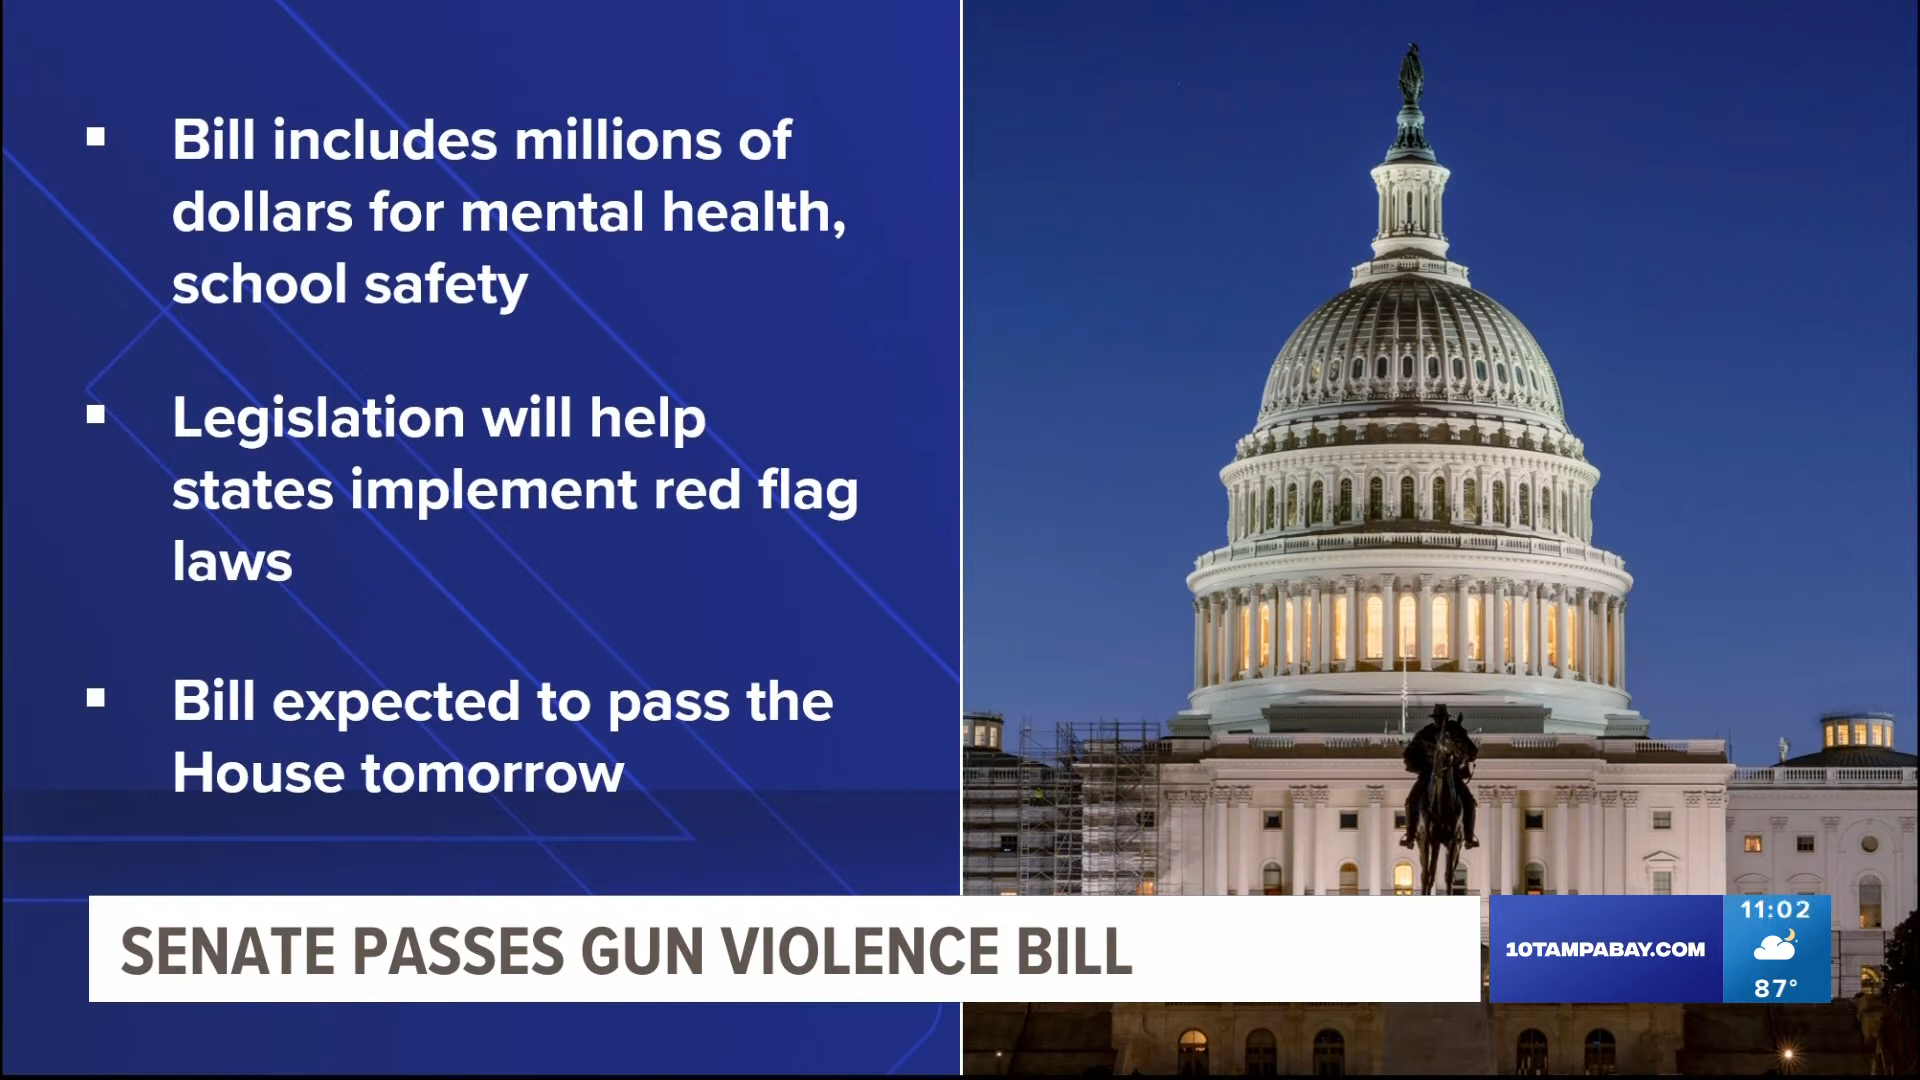 ▪ Bill includes millions of
dollars for mental health,
school safety
▪ Legislation will help
states implement red flag
laws
▪ Bill expected to pass the
House tomorrow
SENATE PASSES GUN VIOLENCE BILL
10TAMPABAY.COM
11:02
87°